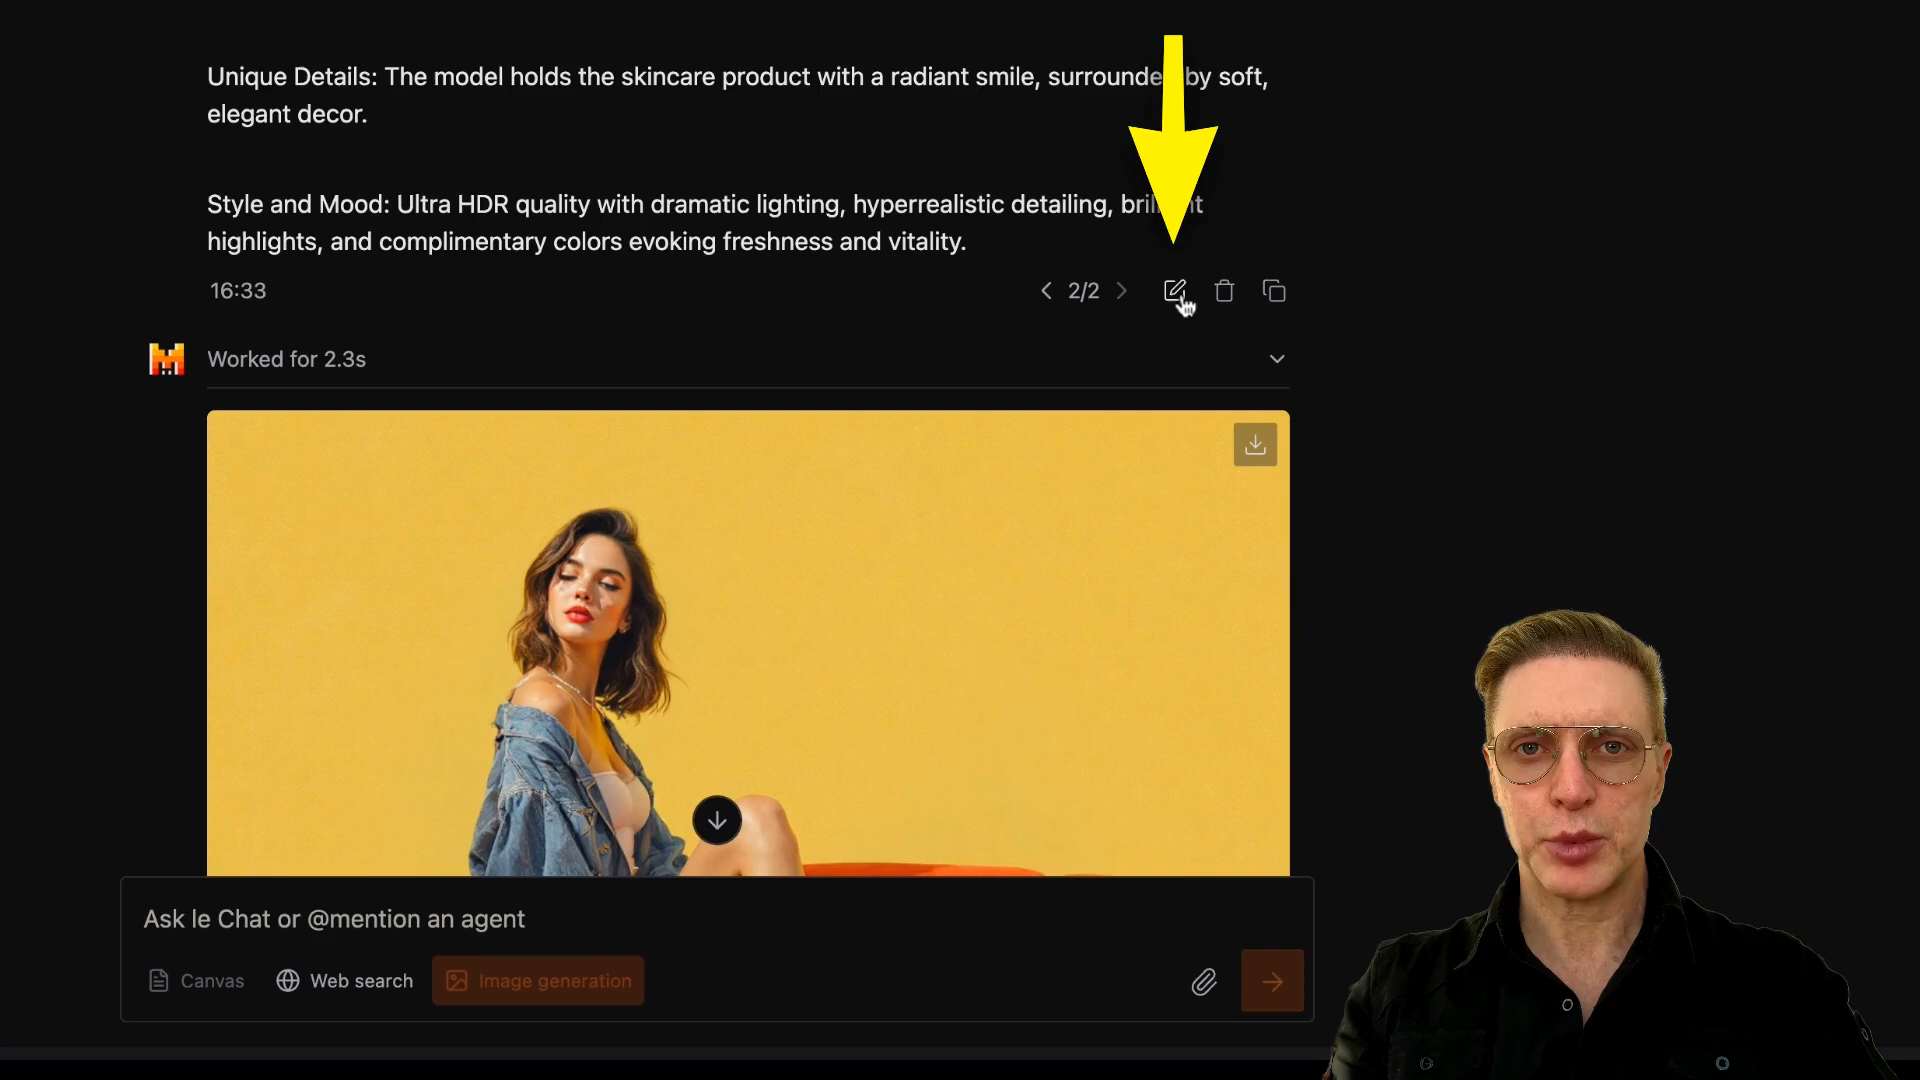 Unique Details: The model holds the skincare product with a radiant smile, surrounded by soft,
elegant decor.
Style and Mood: Ultra HDR quality with dramatic lighting, hyperrealistic detailing, brilliant
highlights, and complimentary colors evoking freshness and vitality.
16:33
2/2
Worked for 2.3s
Ask le Chat or @mention an agent
Canvas
Web search
Image generation